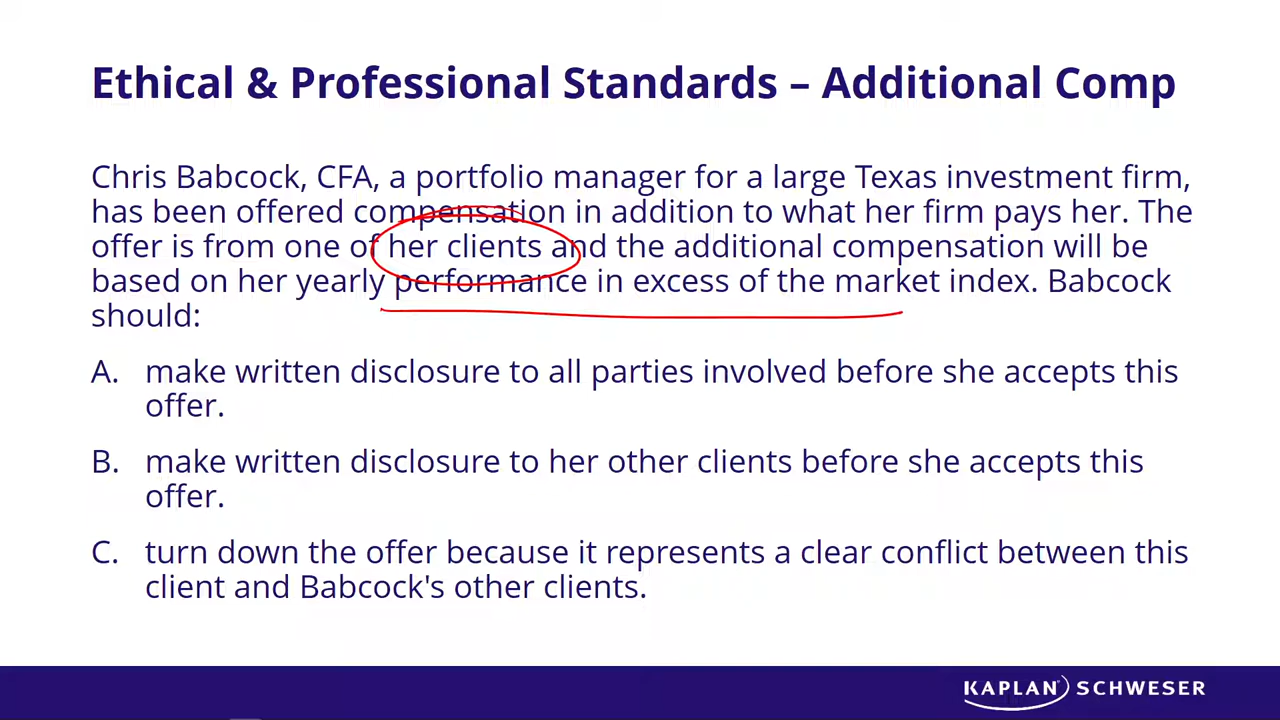 Ethical & Professional Standards – Additional Comp
Chris Babcock, CFA, a portfolio manager for a large Texas investment firm,
has been offered compensation in addition to what her firm pays her. The
offer is from one of her clients and the additional compensation will be
based on her yearly performance in excess of the market index. Babcock
should:
A. make written disclosure to all parties involved before she accepts this
offer.
B. make written disclosure to her other clients before she accepts this
offer.
C. turn down the offer because it represents a clear conflict between this
client and Babcock's other clients.
KAPLAN SCHWESER